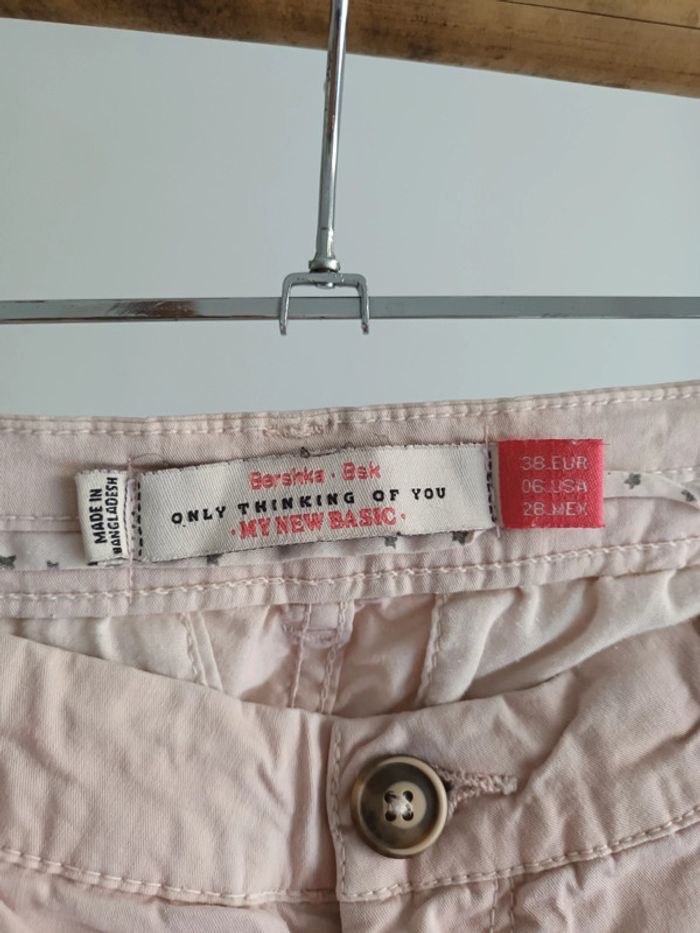 MADE IN
BANGLADESH
Bershka · Bsk
ONLY THINKING OF YOU
·MY NEW BASIC·
38.EUR
06.USA
28.MEX